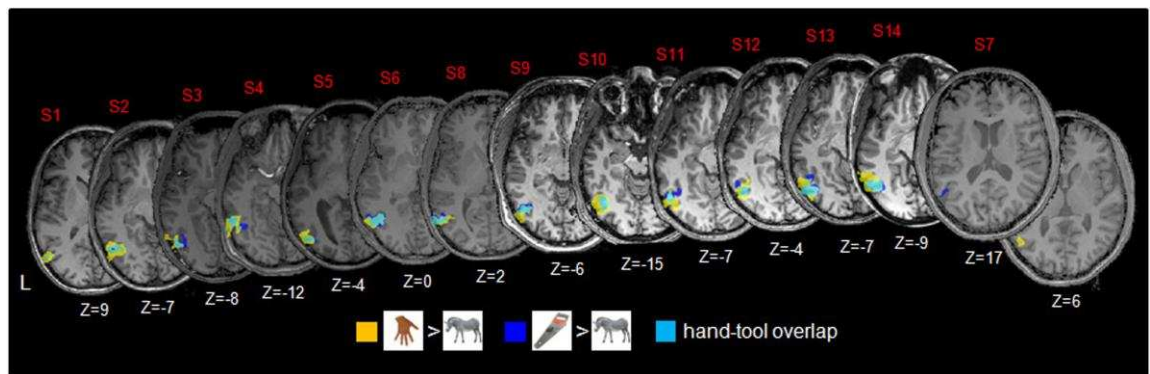 S1 S2 S3 S4 S5 S6 S8 S9 S10 S11 S12 S13 S14 S7
L
Z=9 Z=-7 Z=-8 Z=-12 Z=-4 Z=0 Z=2 Z=-6 Z=-15 Z=-7 Z=-4 Z=-7 Z=-9 Z=17 Z=6
> > hand-tool overlap